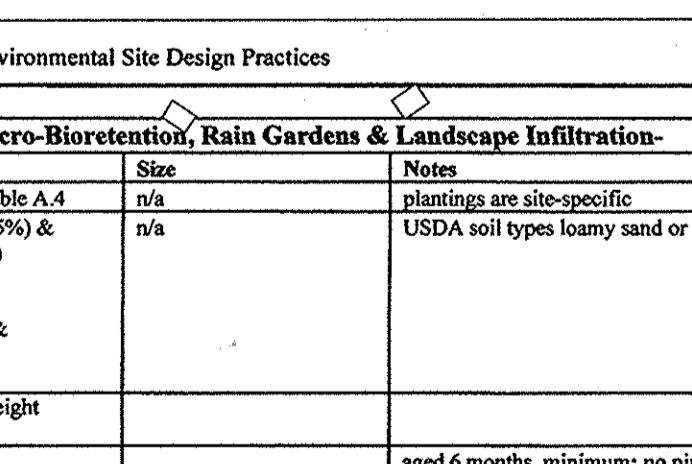 vironmental Site Design Practices
cro-Bioretention, Rain Gardens & Landscape Infiltration-
Size Notes
ble A.4 n/a plantings are site-specific
5%) & n/a USDA soil types loamy sand or
)
&
eight
aged 6 months, minimum; no